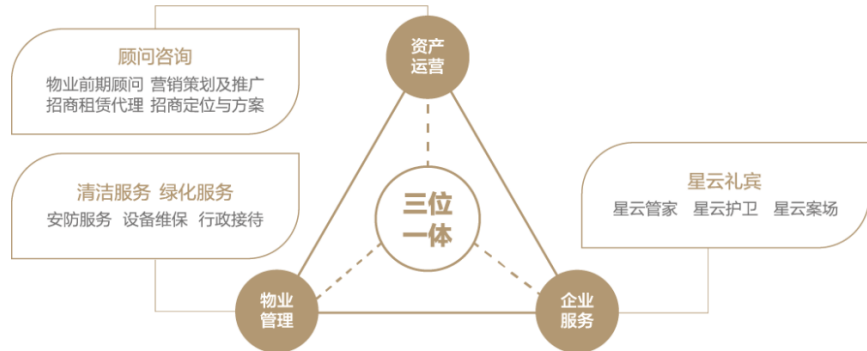 资产
运营
顾问咨询
物业前期顾问 营销策划及推广
招商租赁代理 招商定位与方案
清洁服务 绿化服务
安防服务 设备维保 行政接待
三位
一体
星云礼宾
星云管家 星云护卫 星云案场
物业
管理
企业
服务